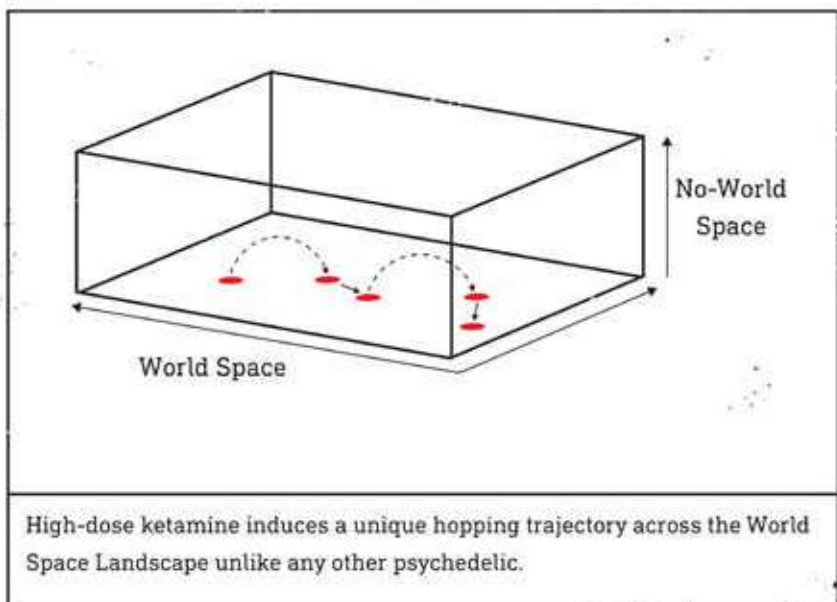 No-World
Space
World Space
High-dose ketamine induces a unique hopping trajectory across the World
Space Landscape unlike any other psychedelic.